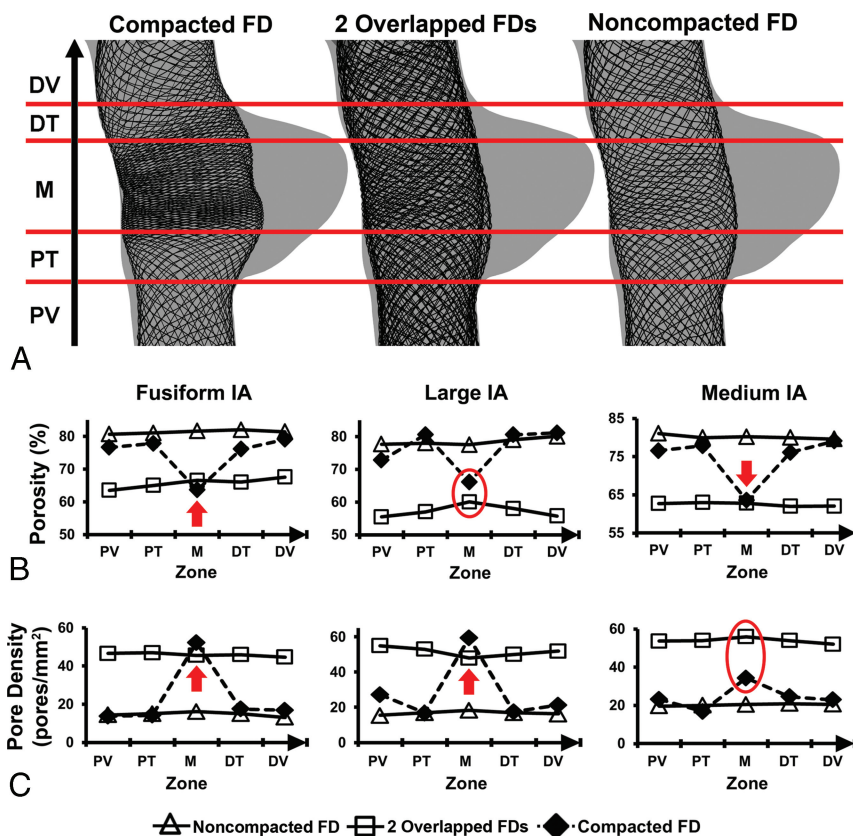 Compacted FD 2 Overlapped FDs Noncompacted FD
DV
DT
M
PT
PV
A
Fusiform IA Large IA Medium IA
Porosity (%)
80
70
60
50
PV PT M DT DV
Zone
80
70
60
50
PV PT M DT DV
Zone
85
75
65
55
PV PT M DT DV
Zone
B
Pore Density
(pores/mm²)
60
40
20
0
PV PT M DT DV
Zone
60
40
20
0
PV PT M DT DV
Zone
60
40
20
0
PV PT M DT DV
Zone
C
Noncompacted FD 2 Overlapped FDs Compacted FD